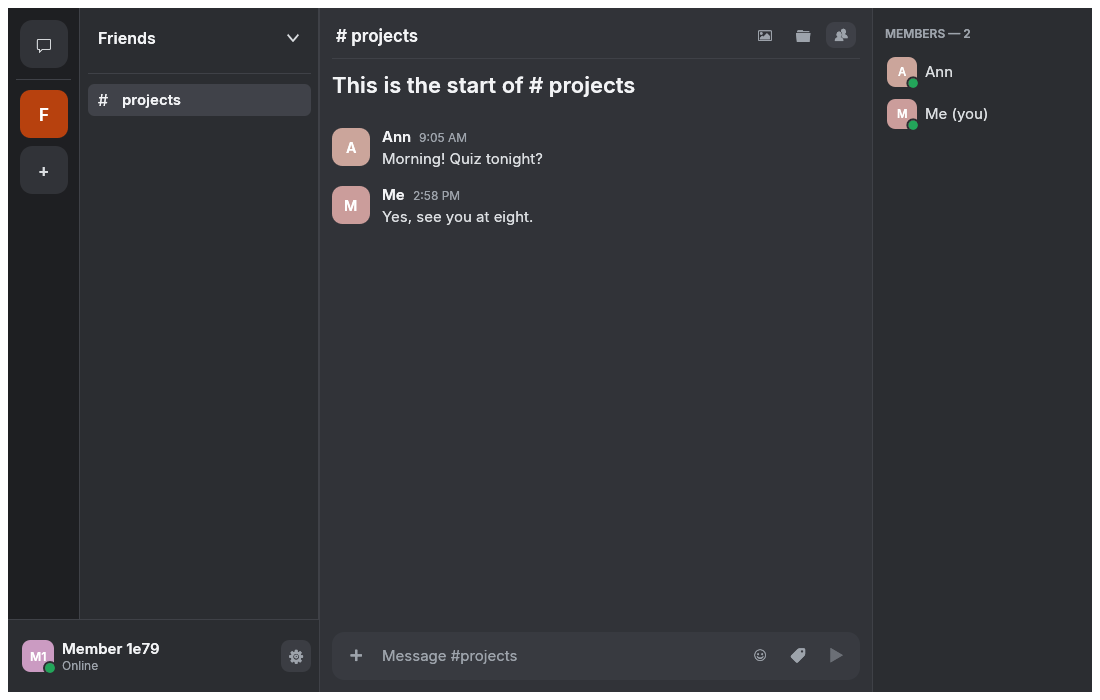 F
+
Friends
# projects
M1
Member 1e79
Online
# projects
This is the start of # projects
A
Ann 9:05 AM
Morning! Quiz tonight?
M
Me 2:58 PM
Yes, see you at eight.
+ Message #projects
MEMBERS — 2
A Ann
M Me (you)